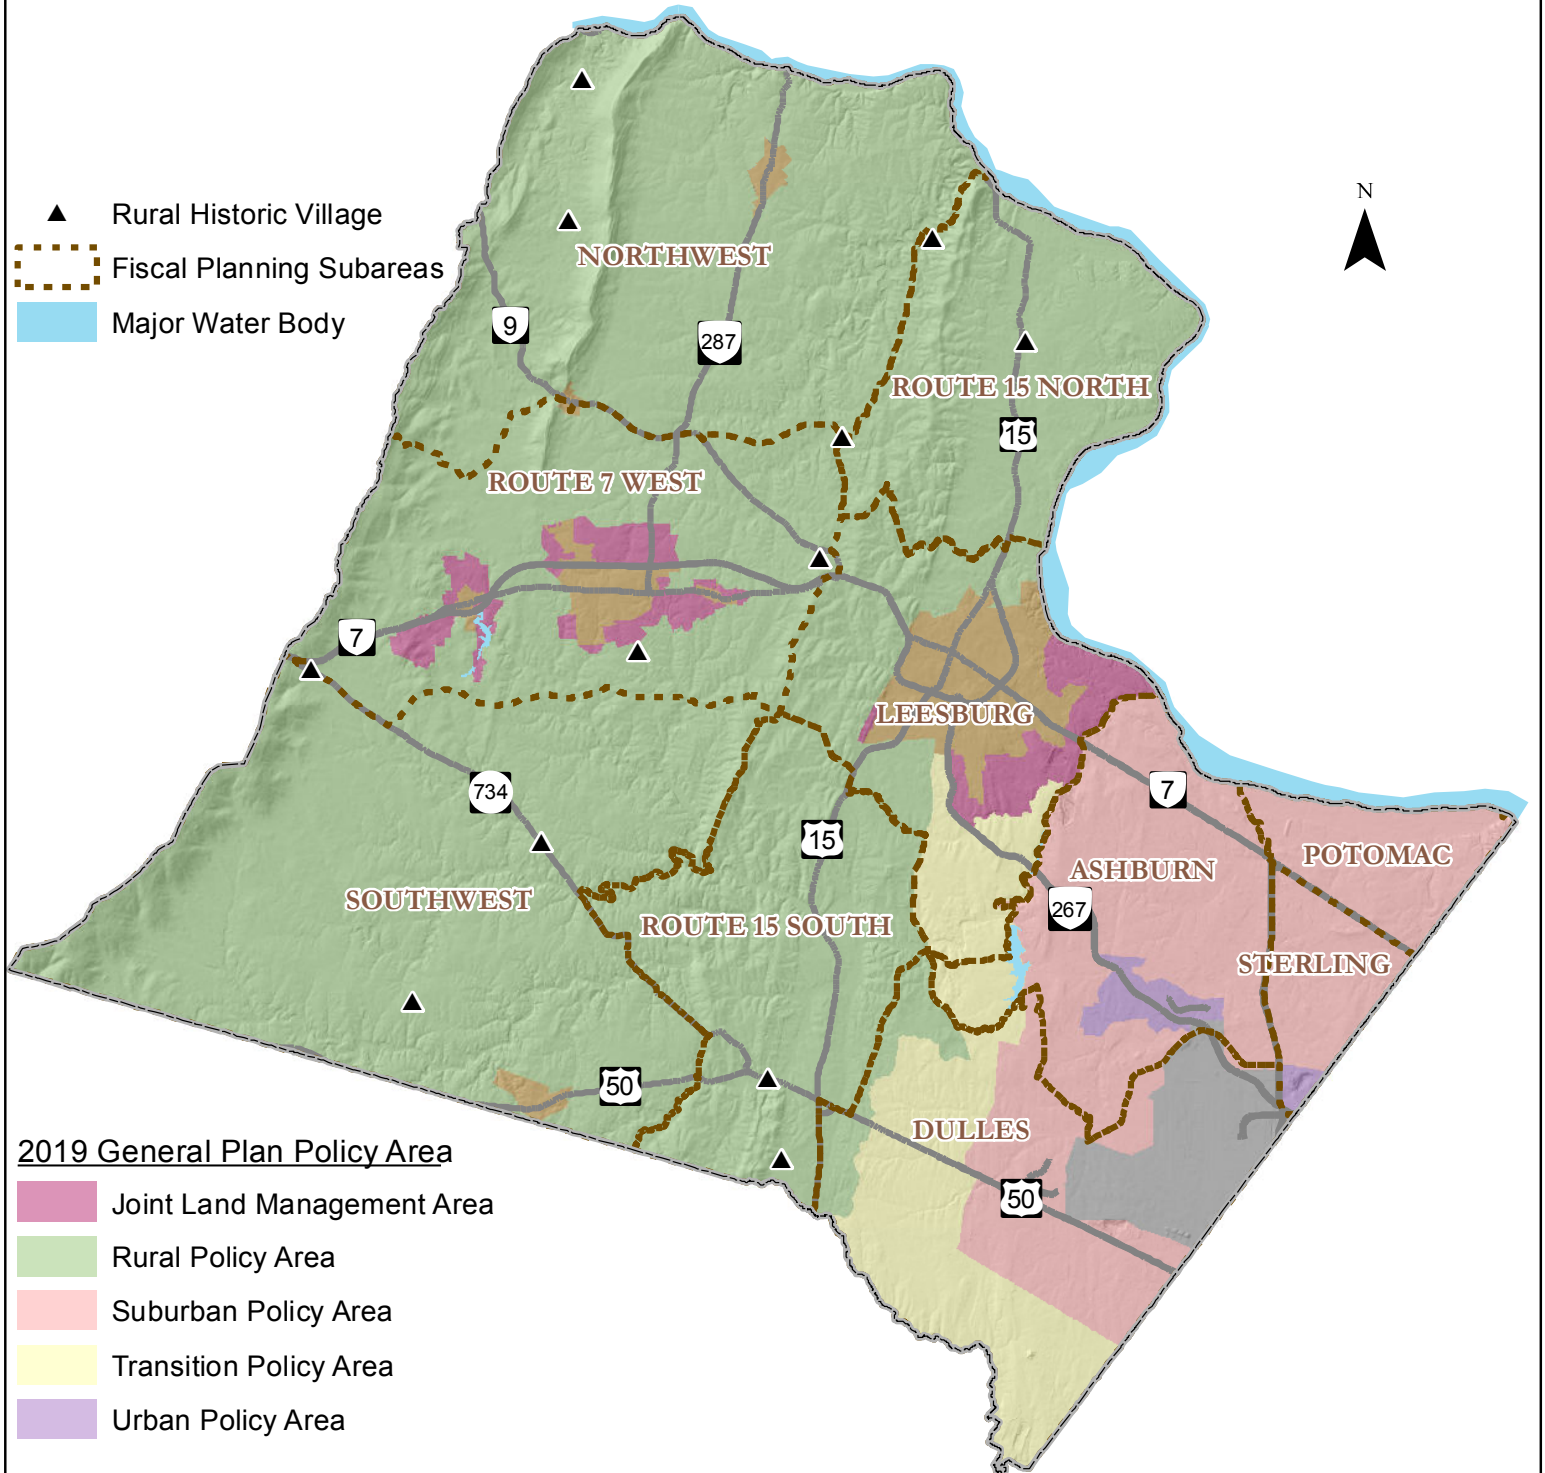 N
Rural Historic Village
Fiscal Planning Subareas
Major Water Body
NORTHWEST
9
287
ROUTE 15 NORTH
15
ROUTE 7 WEST
7
LEESBURG
734
15
7
ASHBURN
POTOMAC
SOUTHWEST
267
ROUTE 15 SOUTH
STERLING
50
DULLES
50
2019 General Plan Policy Area
Joint Land Management Area
Rural Policy Area
Suburban Policy Area
Transition Policy Area
Urban Policy Area